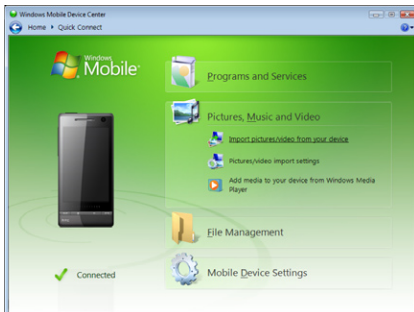 Windows Mobile Device Center
Home ▸ Quick Connect
Windows
Mobile®
Programs and Services
Pictures, Music and Video
Import pictures/video from your device
Pictures/video import settings
Add media to your device from Windows Media
Player
File Management
Mobile Device Settings
Connected